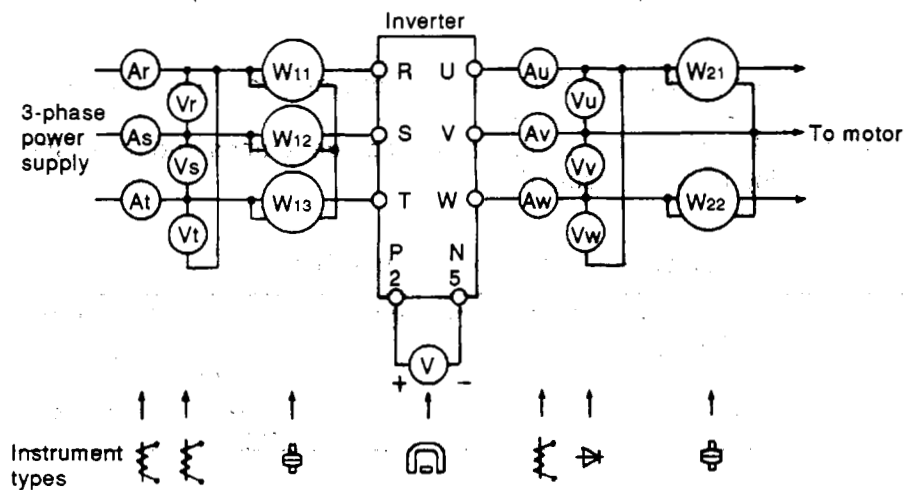 Inverter
Ar W11 R U Au W21
Vr Vu
3-phase
power
supply
As W12 S V Av To motor
Vs Vv
At W13 T W Aw W22
Vt Vw
P N
2 5
+ V −
Instrument
types